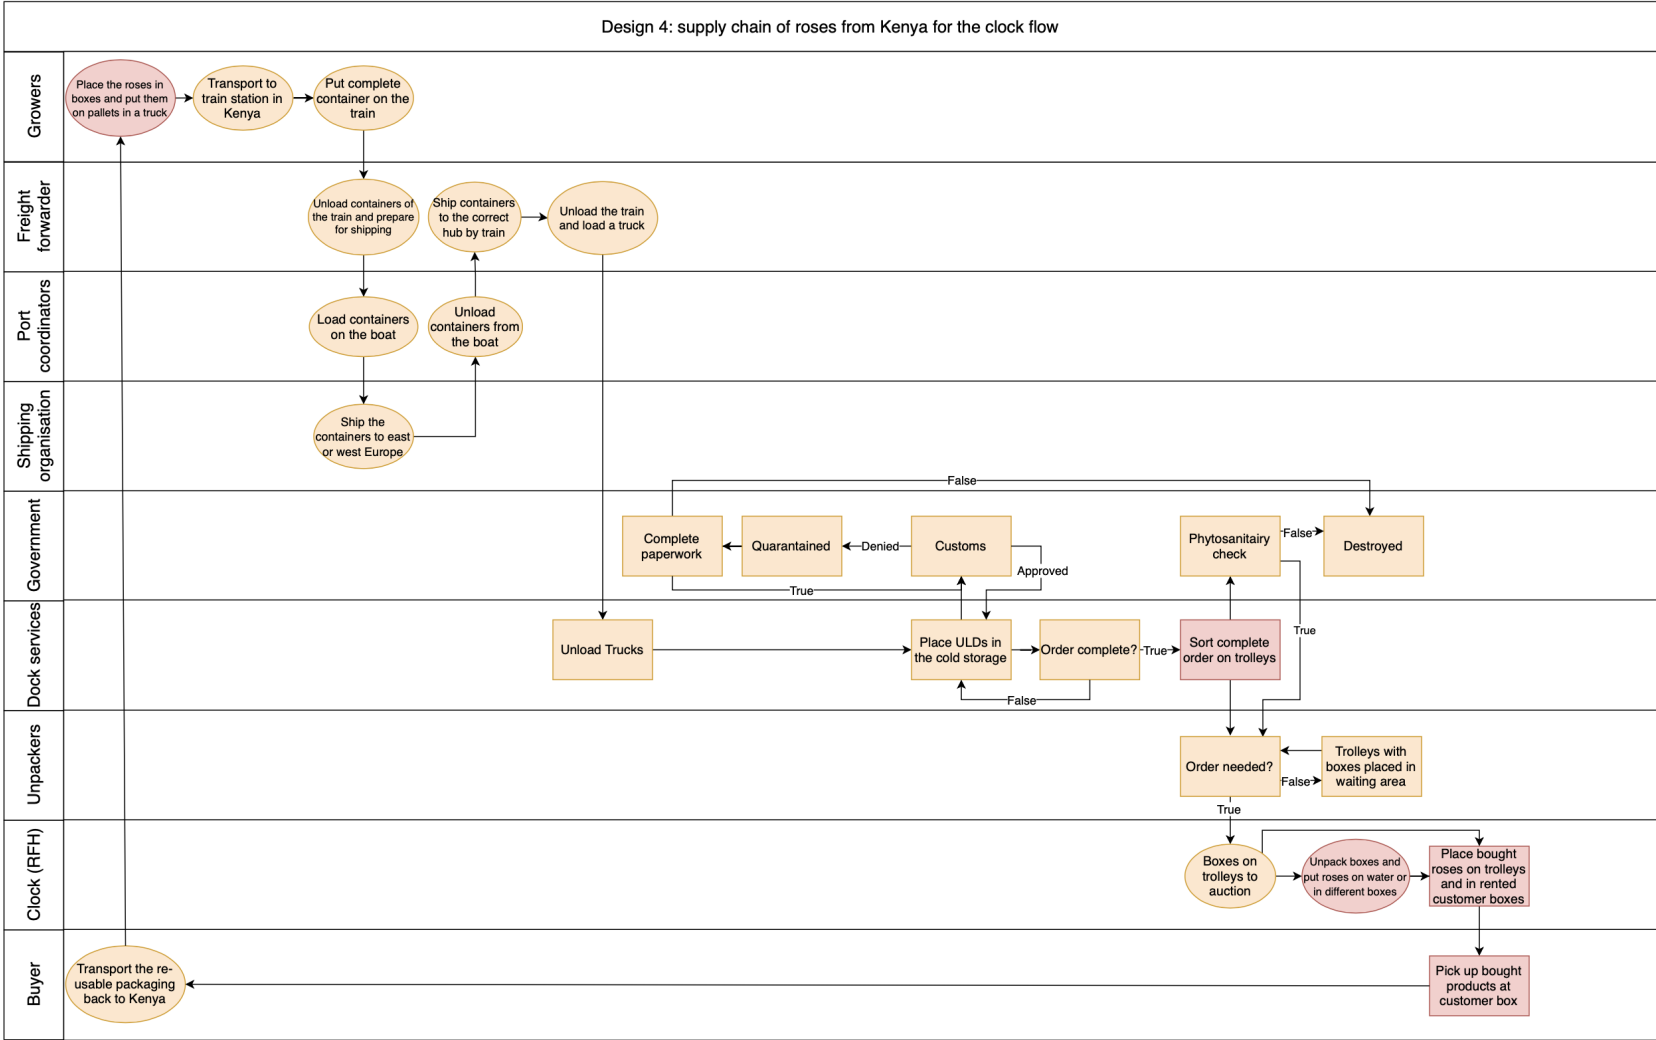 Design 4: supply chain of roses from Kenya for the clock flow
Growers
Place the roses in
boxes and put them
on pallets in a truck
Transport to
train station in
Kenya
Put complete
container on the
train
Freight
forwarder
Unload containers of
the train and prepare
for shipping
Ship containers
to the correct
hub by train
Unload the train
and load a truck
Port
coordinators
Load containers
on the boat
Unload
containers from
the boat
Shipping
organisation
Ship the
containers to east
or west Europe
False
Government
Complete
paperwork
Quarantained
Denied
Customs
Approved
True
Phytosanitairy
check
False
Destroyed
Dock services
Unload Trucks
Place ULDs in
the cold storage
Order complete?
True
False
Sort complete
order on trolleys
True
Unpackers
Order needed?
False
Trolleys with
boxes placed in
waiting area
True
Clock (RFH)
Boxes on
trolleys to
auction
Unpack boxes and
put roses on water or
in different boxes
Place bought
roses on trolleys
and in rented
customer boxes
Buyer
Transport the re-
usable packaging
back to Kenya
Pick up bought
products at
customer box